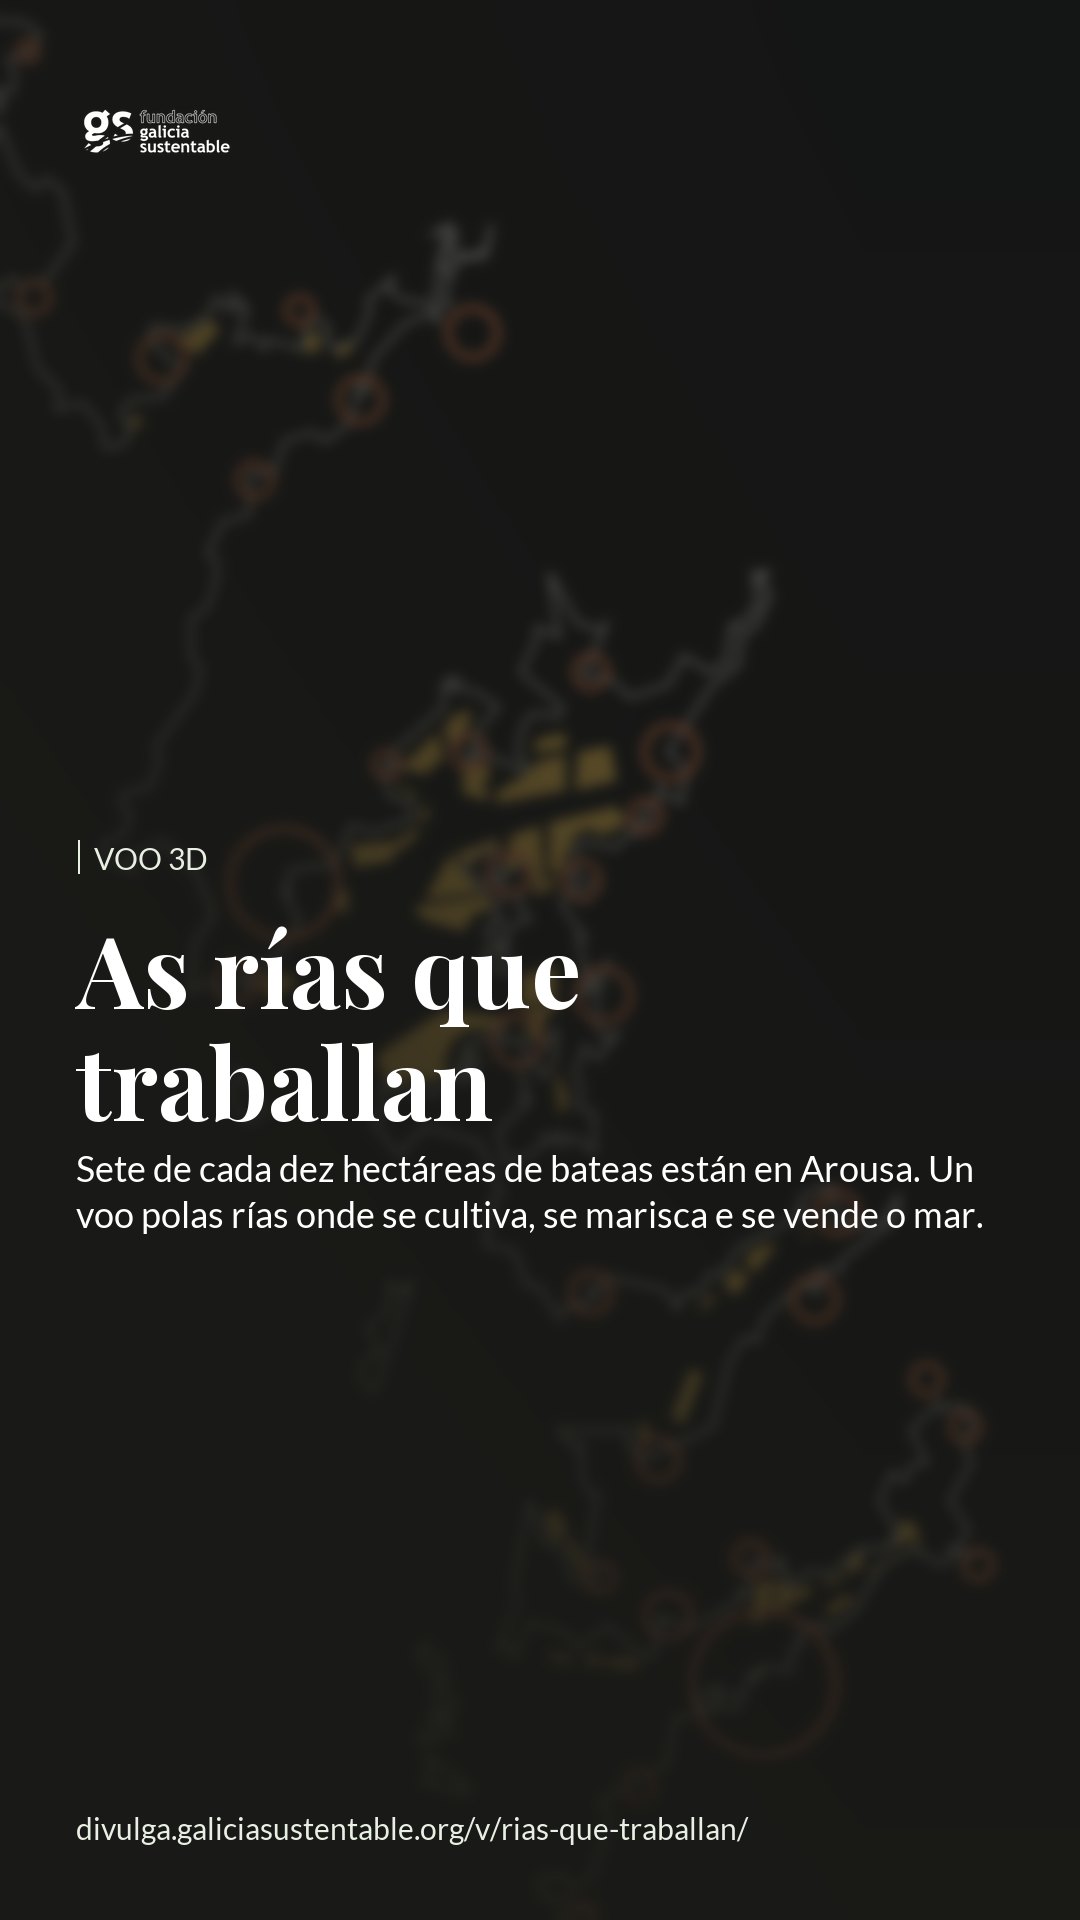 gs
fundación
galicia
sustentable
VOO 3D
As rías que
traballan
Sete de cada dez hectáreas de bateas están en Arousa. Un
voo polas rías onde se cultiva, se marisca e se vende o mar.
divulga.galiciasustentable.org/v/rias-que-traballan/